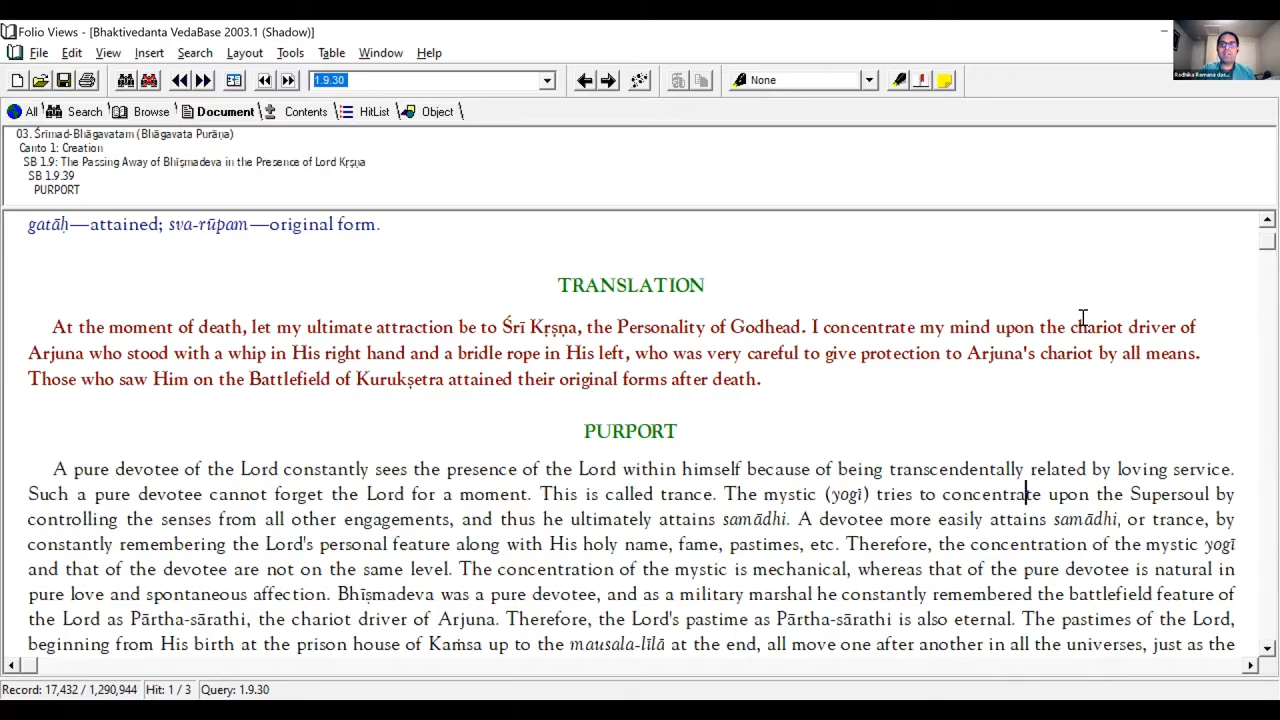 Folio Views - [Bhaktivedanta VedaBase 2003.1 (Shadow)]
File Edit View Insert Search Layout Tools Table Window Help
1.9.30 None
All Search Browse Document Contents HitList Object
03. Śrīmad-Bhāgavatam (Bhāgavata Purāṇa)
Canto 1: Creation
SB 1.9: The Passing Away of Bhīṣmadeva in the Presence of Lord Kṛṣṇa
SB 1.9.39
PURPORT
gatāḥ—attained; sva-rūpam—original form.
TRANSLATION
At the moment of death, let my ultimate attraction be to Śrī Kṛṣṇa, the Personality of Godhead. I concentrate my mind upon the chariot driver of
Arjuna who stood with a whip in His right hand and a bridle rope in His left, who was very careful to give protection to Arjuna's chariot by all means.
Those who saw Him on the Battlefield of Kurukṣetra attained their original forms after death.
PURPORT
A pure devotee of the Lord constantly sees the presence of the Lord within himself because of being transcendentally related by loving service.
Such a pure devotee cannot forget the Lord for a moment. This is called trance. The mystic (yogī) tries to concentrate upon the Supersoul by
controlling the senses from all other engagements, and thus he ultimately attains samādhi. A devotee more easily attains samādhi, or trance, by
constantly remembering the Lord's personal feature along with His holy name, fame, pastimes, etc. Therefore, the concentration of the mystic yogī
and that of the devotee are not on the same level. The concentration of the mystic is mechanical, whereas that of the pure devotee is natural in
pure love and spontaneous affection. Bhīṣmadeva was a pure devotee, and as a military marshal he constantly remembered the battlefield feature of
the Lord as Pārtha-sārathi, the chariot driver of Arjuna. Therefore, the Lord's pastime as Pārtha-sārathi is also eternal. The pastimes of the Lord,
beginning from His birth at the prison house of Kaṁsa up to the mausala-līlā at the end, all move one after another in all the universes, just as the
Record: 17,432 / 1,290,944 Hit: 1 / 3 Query: 1.9.30
Radhika Ramana das...